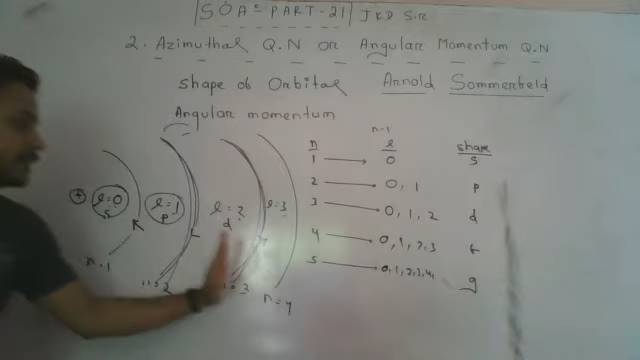 SOA = PART-21 JKD Sir
2. Azimuthal Q.N or Angular Momentum Q.N
shape of Orbital Arnold Sommerbeld
Angular momentum
n n-1 l shape
1 0 s
2 0, 1 p
3 0, 1, 2 d
4 0, 1, 2, 3 f
5 0, 1, 2, 3, 4, g
+ l=0 s l=1 p l=2 d l=3
n=1 n=2 n=3 n=4